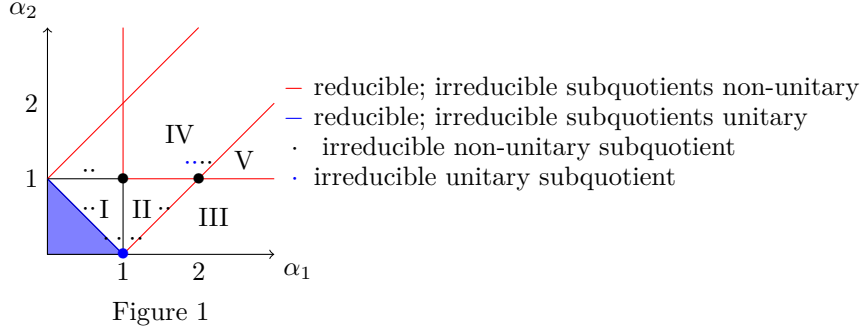 α₂
2
1
IV
V
I
II
III
1
2
α₁
reducible; irreducible subquotients non-unitary
reducible; irreducible subquotients unitary
irreducible non-unitary subquotient
irreducible unitary subquotient
Figure 1